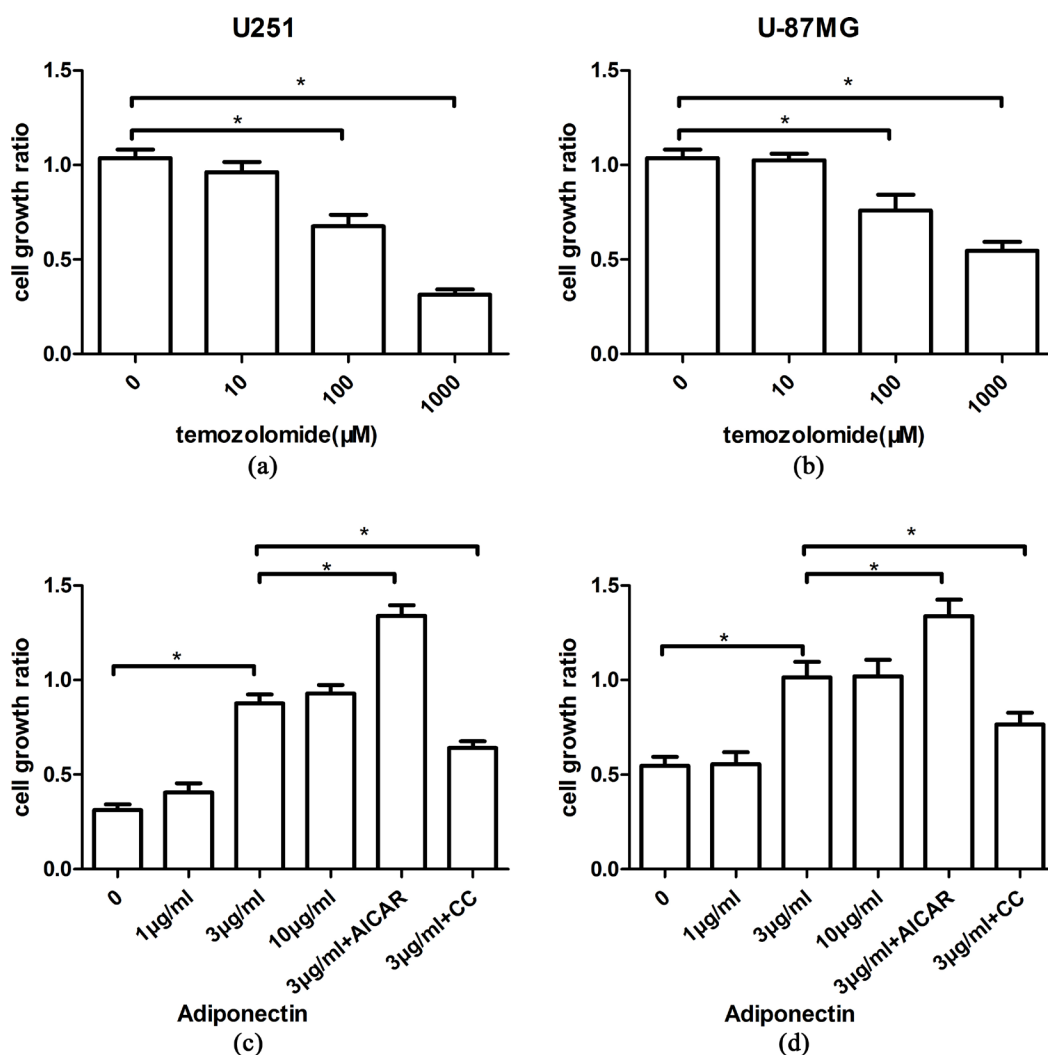 U251
U-87MG
cell growth ratio
1.5
1.0
0.5
0.0
*
*
0
10
100
1000
temozolomide(µM)
(a)
cell growth ratio
1.5
1.0
0.5
0.0
*
*
0
10
100
1000
temozolomide(µM)
(b)
cell growth ratio
1.5
1.0
0.5
0.0
*
*
*
0
1µg/ml
3µg/ml
10µg/ml
3µg/ml+AICAR
3µg/ml+CC
Adiponectin
(c)
cell growth ratio
1.5
1.0
0.5
0.0
*
*
*
0
1µg/ml
3µg/ml
10µg/ml
3µg/ml+AICAR
3µg/ml+CC
Adiponectin
(d)